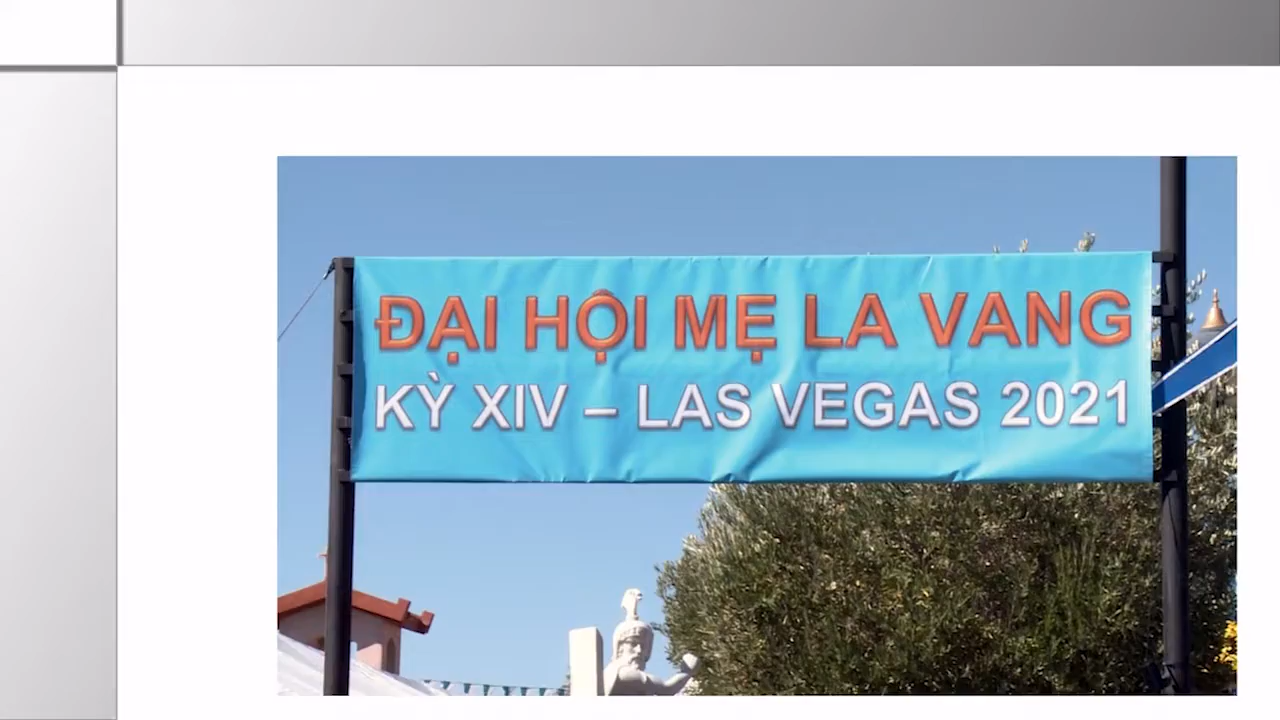 ĐẠI HỘI MẸ LA VANG
KỲ XIV – LAS VEGAS 2021